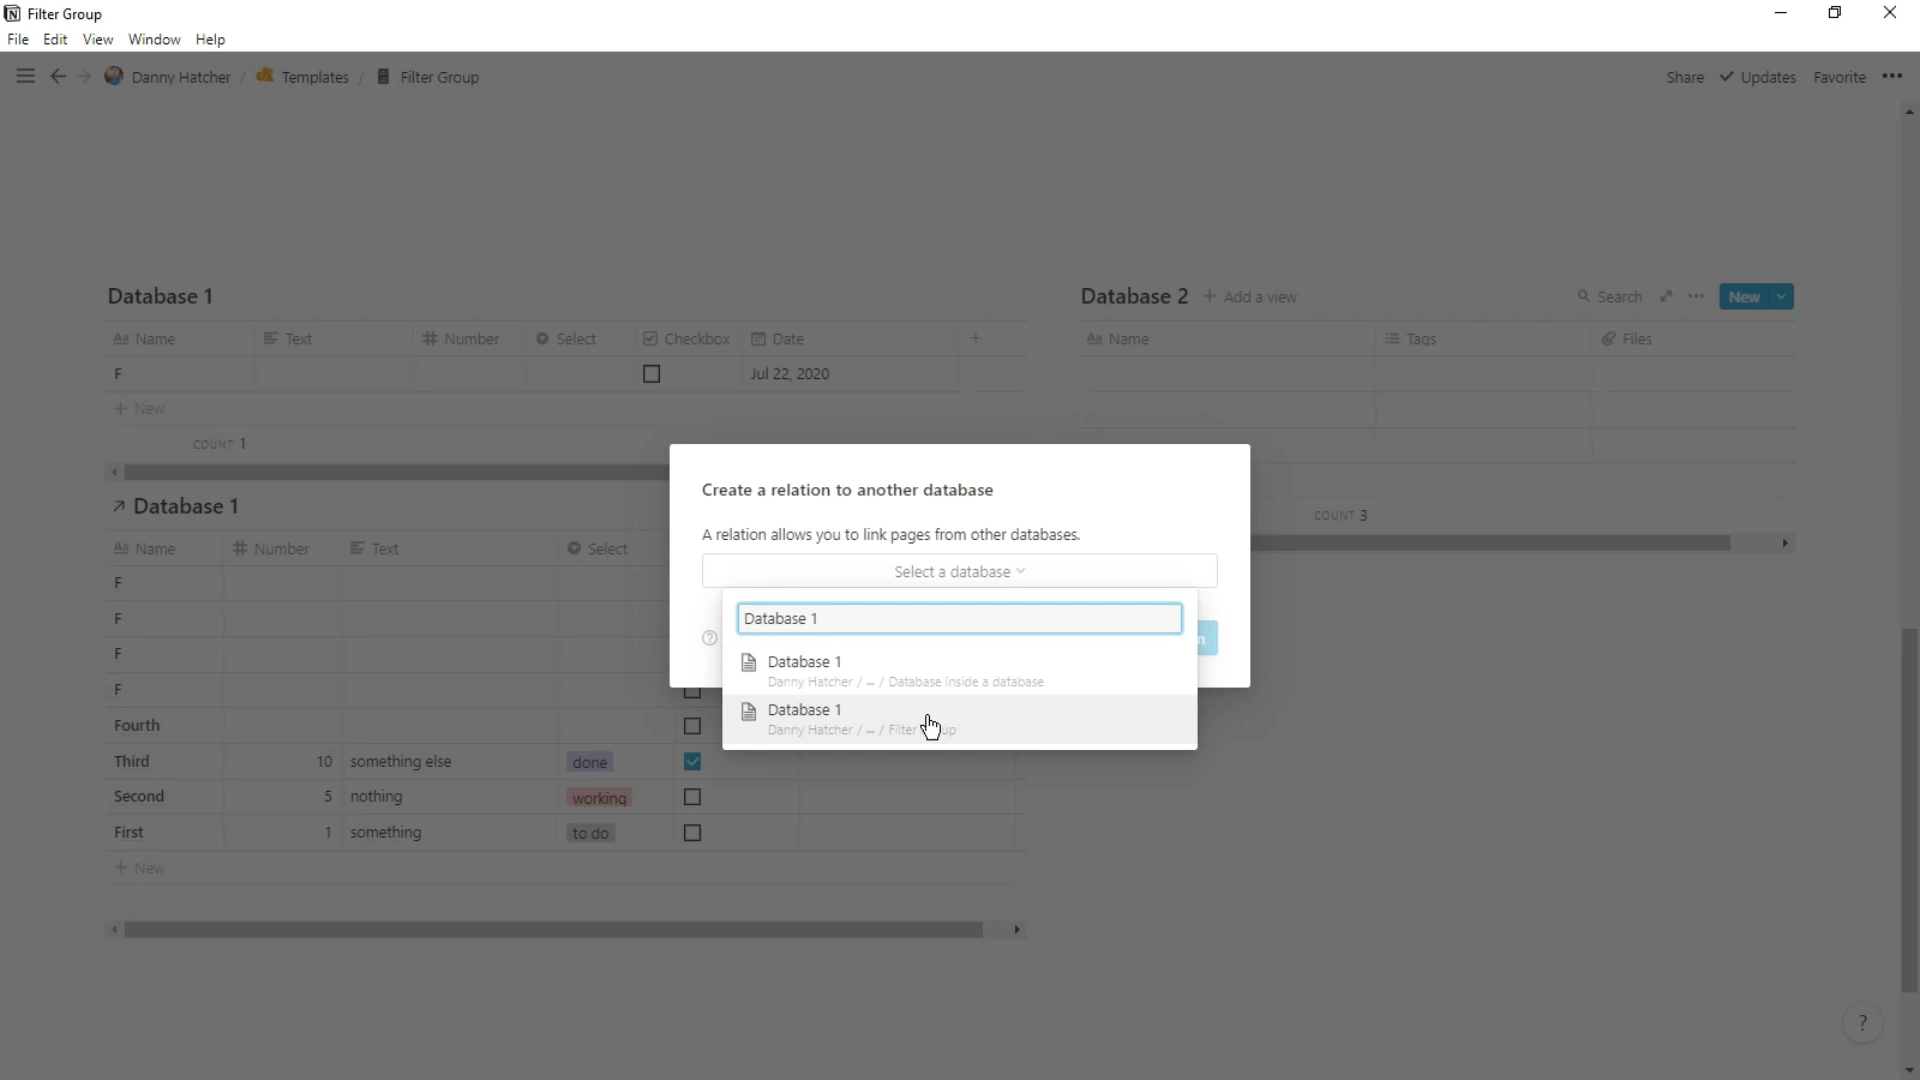 Filter Group
File Edit View Window Help
Danny Hatcher / Templates / Filter Group
Share Updates Favorite •••
Database 1
Database 2 + Add a view
Search ••• New
Name Text Number Select Checkbox Date +
Name Tags Files
F Jul 22, 2020
+ New
COUNT 1
Create a relation to another database
Database 1
COUNT 3
A relation allows you to link pages from other databases.
Name Number Text Select
Select a database
F
F
Database 1
F
Database 1
Danny Hatcher / ... / Database inside a database
F
Database 1
Danny Hatcher / ... /
Fourth
Third 10 something else done
Second 5 nothing working
First 1 something to do
+ New
?